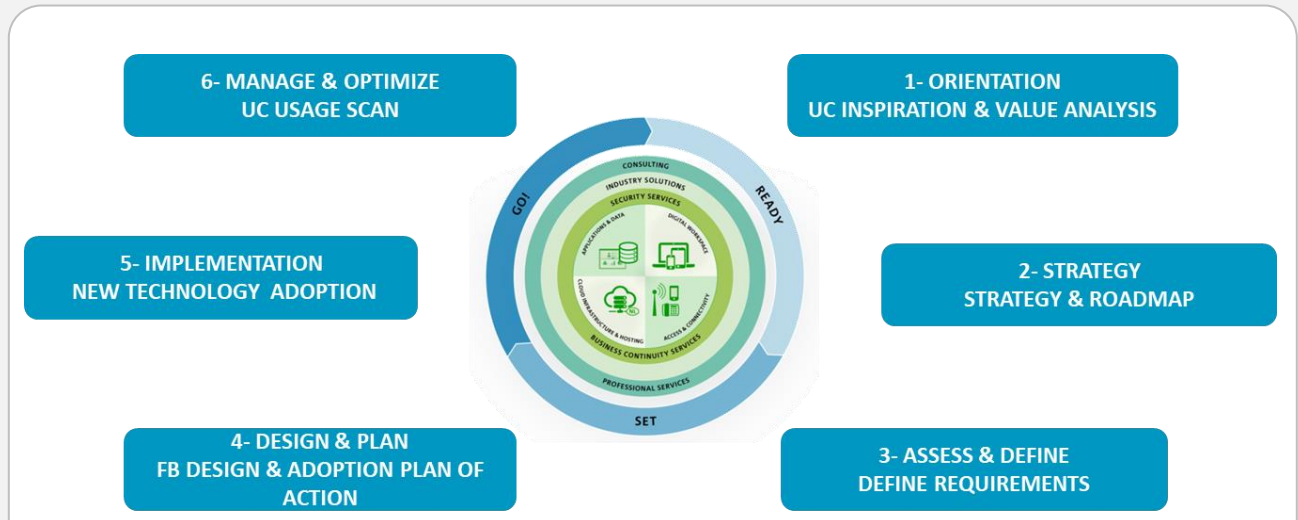 6- MANAGE & OPTIMIZE
UC USAGE SCAN
1- ORIENTATION
UC INSPIRATION & VALUE ANALYSIS
GO!
READY
CONSULTING
INDUSTRY SOLUTIONS
SECURITY SERVICES
APPLICATIONS & DATA
DIGITAL WORKSPACE
5- IMPLEMENTATION
NEW TECHNOLOGY ADOPTION
2- STRATEGY
STRATEGY & ROADMAP
CLOUD INFRASTRUCTURE & HOSTING
ACCESS & CONNECTIVITY
BUSINESS CONTINUITY SERVICES
PROFESSIONAL SERVICES
SET
4- DESIGN & PLAN
FB DESIGN & ADOPTION PLAN OF
ACTION
3- ASSESS & DEFINE
DEFINE REQUIREMENTS